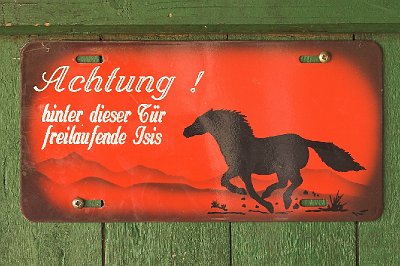 Achtung !
hinter dieser Tür
freilaufende Isis